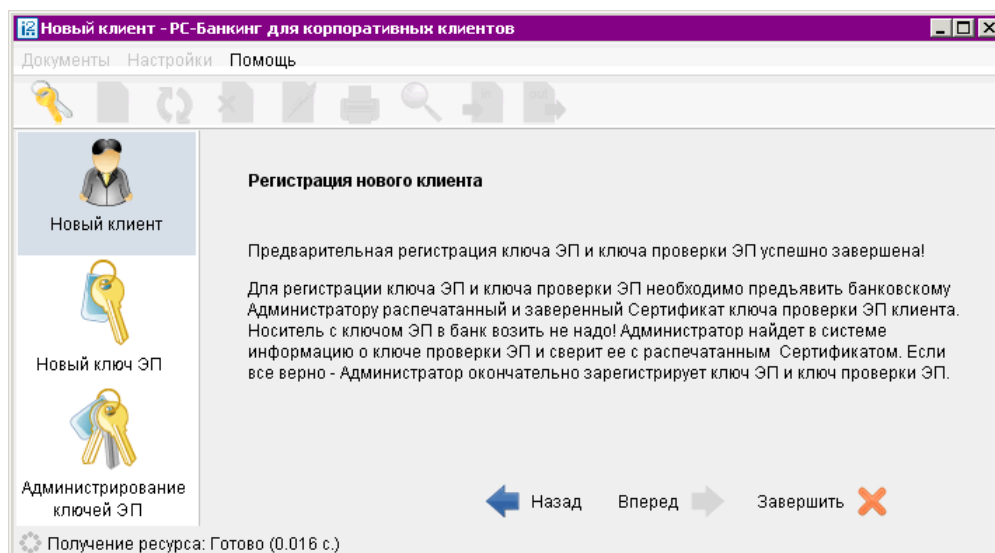 Новый клиент - РС-Банкинг для корпоративных клиентов
Документы Настройки Помощь
in out
Новый клиент
Новый ключ ЭП
Администрирование
ключей ЭП
Регистрация нового клиента
Предварительная регистрация ключа ЭП и ключа проверки ЭП успешно завершена!
Для регистрации ключа ЭП и ключа проверки ЭП необходимо предъявить банковскому
Администратору распечатанный и заверенный Сертификат ключа проверки ЭП клиента.
Носитель с ключом ЭП в банк возить не надо! Администратор найдет в системе
информацию о ключе проверки ЭП и сверит ее с распечатанным Сертификатом. Если
все верно - Администратор окончательно зарегистрирует ключ ЭП и ключ проверки ЭП.
Назад Вперед Завершить
Получение ресурса: Готово (0.016 с.)